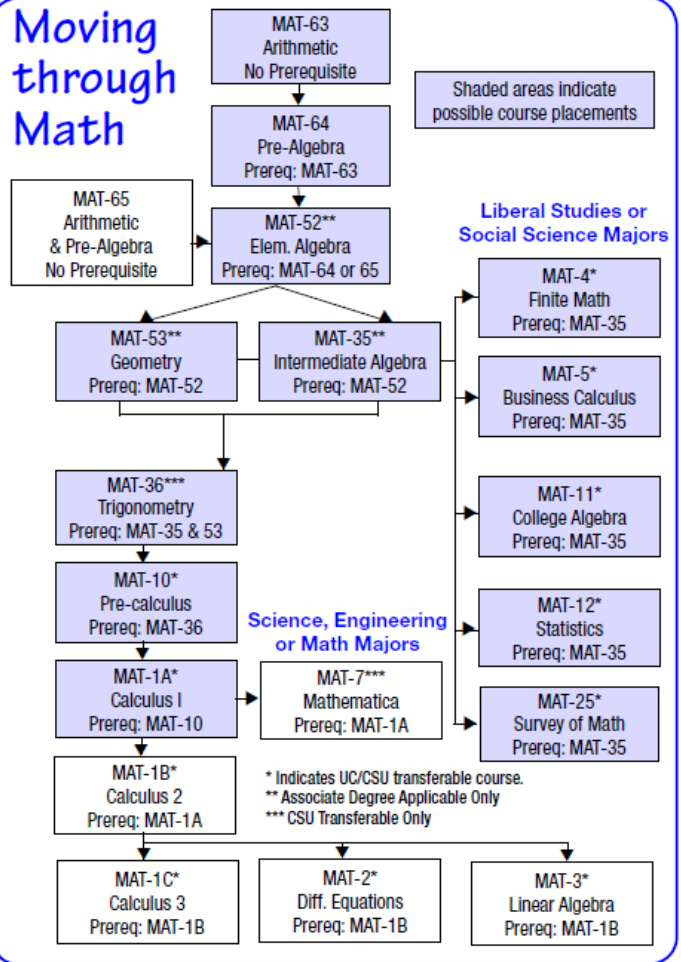 Moving
through
Math
MAT-63
Arithmetic
No Prerequisite
Shaded areas indicate
possible course placements
MAT-64
Pre-Algebra
Prereq: MAT-63
MAT-65
Arithmetic
& Pre-Algebra
No Prerequisite
MAT-52**
Elem. Algebra
Prereq: MAT-64 or 65
Liberal Studies or
Social Science Majors
MAT-4*
Finite Math
Prereq: MAT-35
MAT-53**
Geometry
Prereq: MAT-52
MAT-35**
Intermediate Algebra
Prereq: MAT-52
MAT-5*
Business Calculus
Prereq: MAT-35
MAT-36***
Trigonometry
Prereq: MAT-35 & 53
MAT-11*
College Algebra
Prereq: MAT-35
MAT-10*
Pre-calculus
Prereq: MAT-36
Science, Engineering
or Math Majors
MAT-12*
Statistics
Prereq: MAT-35
MAT-1A*
Calculus I
Prereq: MAT-10
MAT-7***
Mathematica
Prereq: MAT-1A
MAT-25*
Survey of Math
Prereq: MAT-35
MAT-1B*
Calculus 2
Prereq: MAT-1A
* Indicates UC/CSU transferable course.
** Associate Degree Applicable Only
*** CSU Transferable Only
MAT-1C*
Calculus 3
Prereq: MAT-1B
MAT-2*
Diff. Equations
Prereq: MAT-1B
MAT-3*
Linear Algebra
Prereq: MAT-1B